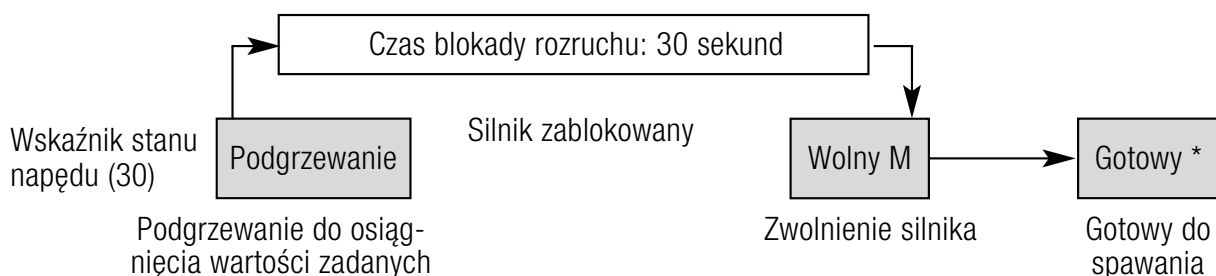 Czas blokady rozruchu: 30 sekund
Wskaźnik stanu
napędu (30)
Podgrzewanie
Silnik zablokowany
Wolny M
Gotowy *
Podgrzewanie do osiąg-
nięcia wartości zadanych
Zwolnienie silnika
Gotowy do
spawania